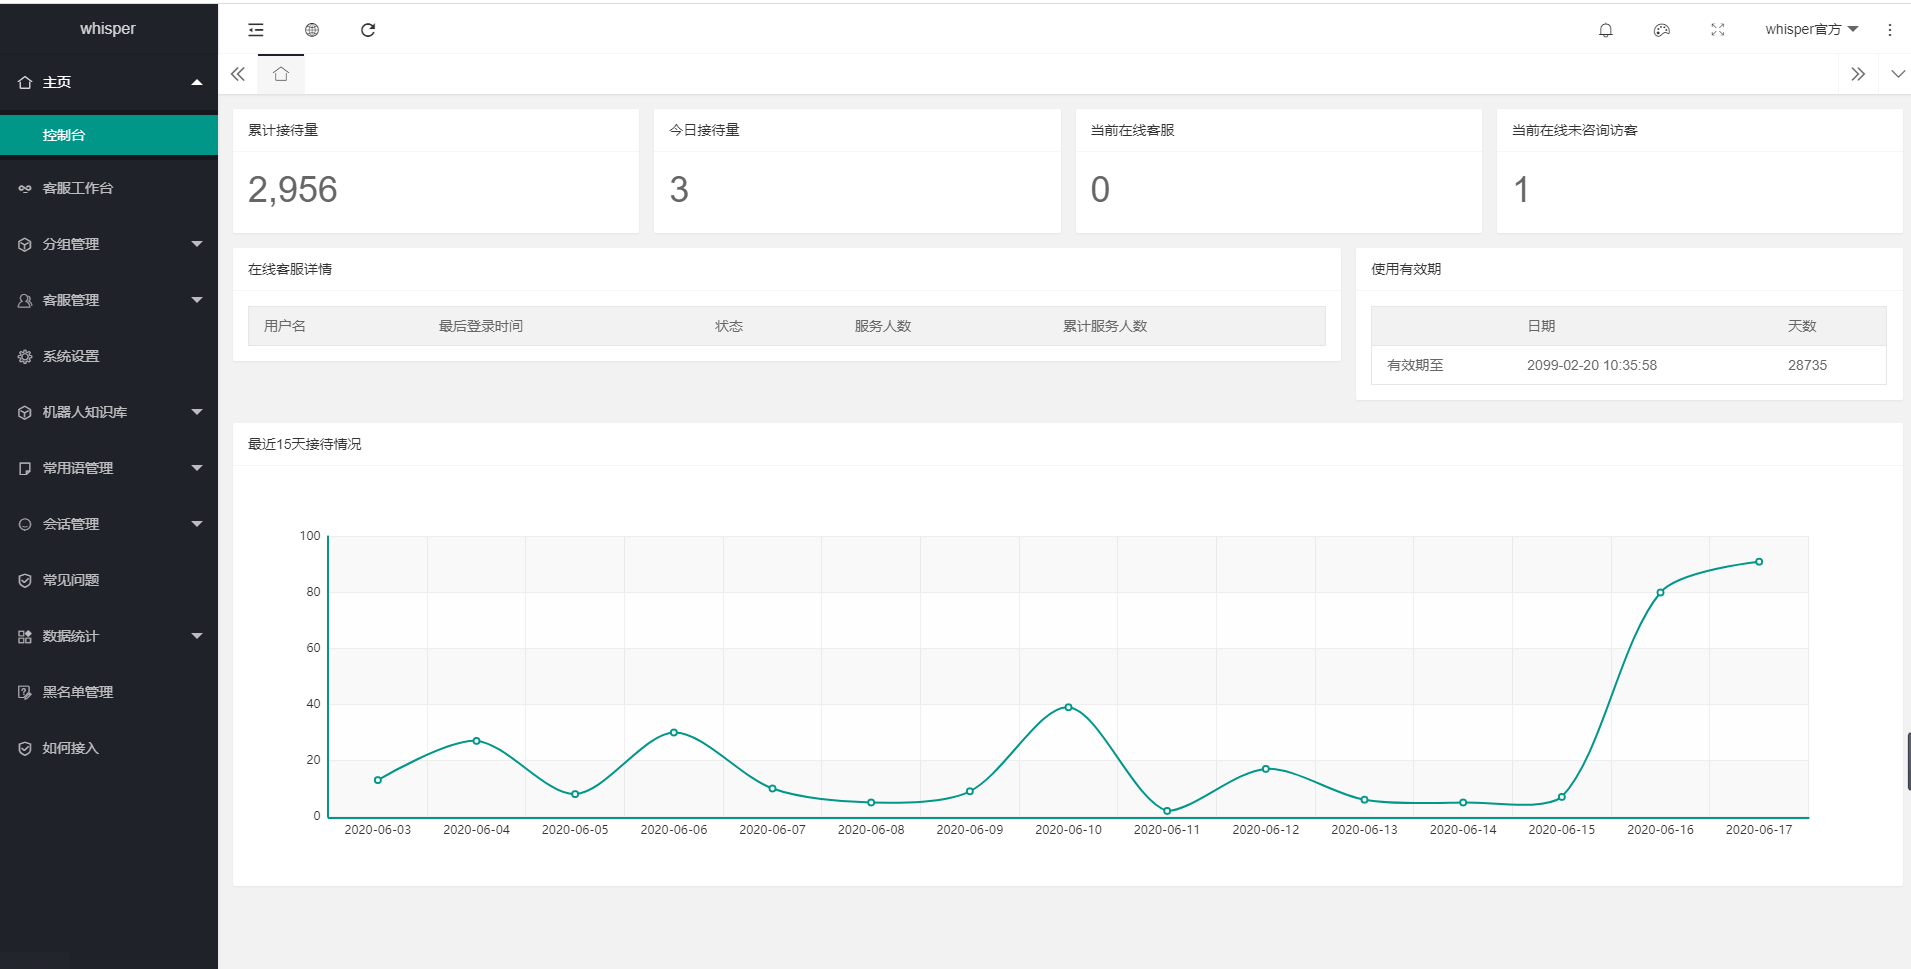 whisper
主页
控制台
客服工作台
分组管理
客服管理
系统设置
机器人知识库
常用语管理
会话管理
常见问题
数据统计
黑名单管理
如何接入
whisper官方
累计接待量
2,956
今日接待量
3
当前在线客服
0
当前在线未咨询访客
1
在线客服详情
用户名 最后登录时间 状态 服务人数 累计服务人数
使用有效期
日期 天数
有效期至 2099-02-20 10:35:58 28735
最近15天接待情况
100
80
60
40
20
0
2020-06-03 2020-06-04 2020-06-05 2020-06-06 2020-06-07 2020-06-08 2020-06-09 2020-06-10 2020-06-11 2020-06-12 2020-06-13 2020-06-14 2020-06-15 2020-06-16 2020-06-17